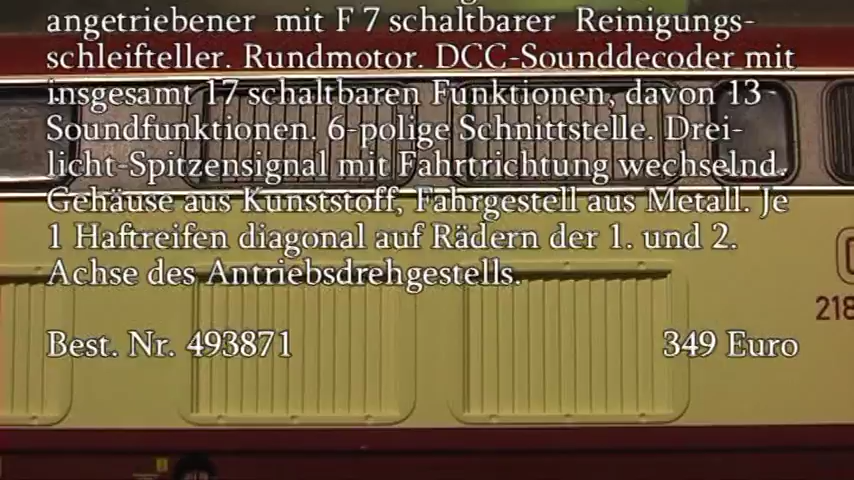 angetriebener mit F 7 schaltbarer Reinigungs-
schleifteller. Rundmotor. DCC-Sounddecoder mit
insgesamt 17 schaltbaren Funktionen, davon 13
Soundfunktionen. 6-polige Schnittstelle. Drei-
licht-Spitzensignal mit Fahrtrichtung wechselnd.
Gehäuse aus Kunststoff, Fahrgestell aus Metall. Je
1 Haftreifen diagonal auf Rädern der 1. und 2.
Achse des Antriebsdrehgestells.
218
Best. Nr. 493871 349 Euro